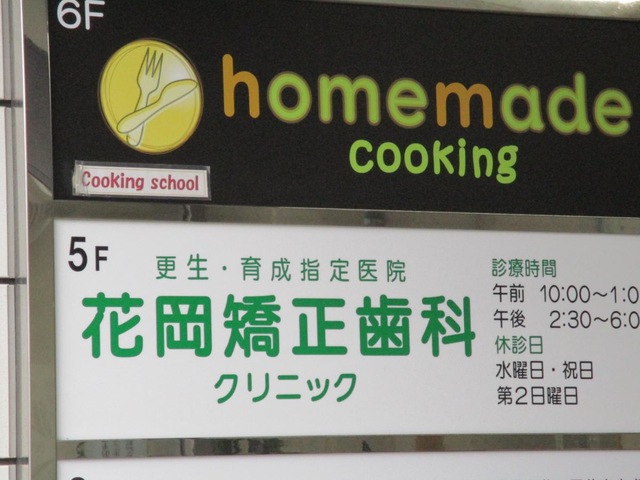 6F
homemade
cooking
Cooking school
5F
更生・育成指定医院
花岡矯正歯科
クリニック
診療時間
午前 10:00〜1:0
午後 2:30〜6:0
休診日
水曜日・祝日
第2日曜日